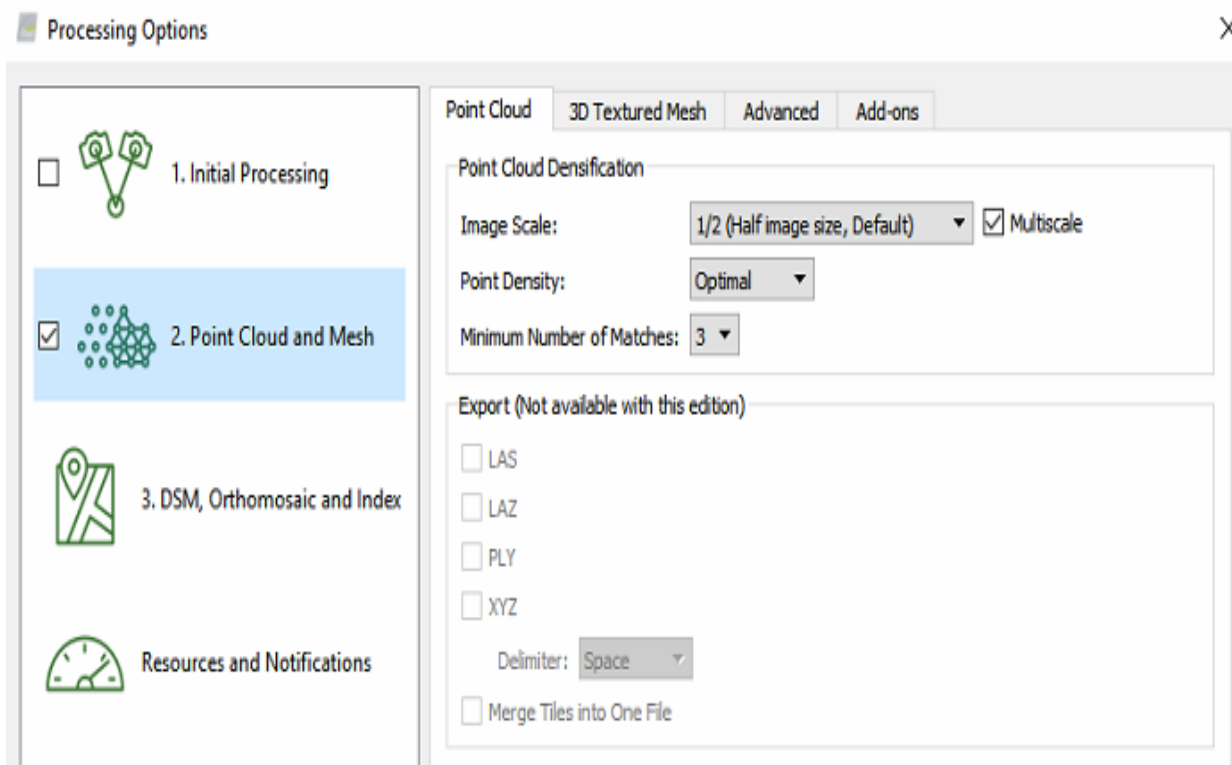 Processing Options
1. Initial Processing
2. Point Cloud and Mesh
3. DSM, Orthomosaic and Index
Resources and Notifications
Point Cloud 3D Textured Mesh Advanced Add-ons
Point Cloud Densification
Image Scale: 1/2 (Half image size, Default) Multiscale
Point Density: Optimal
Minimum Number of Matches: 3
Export (Not available with this edition)
LAS
LAZ
PLY
XYZ
Delimiter: Space
Merge Tiles into One File